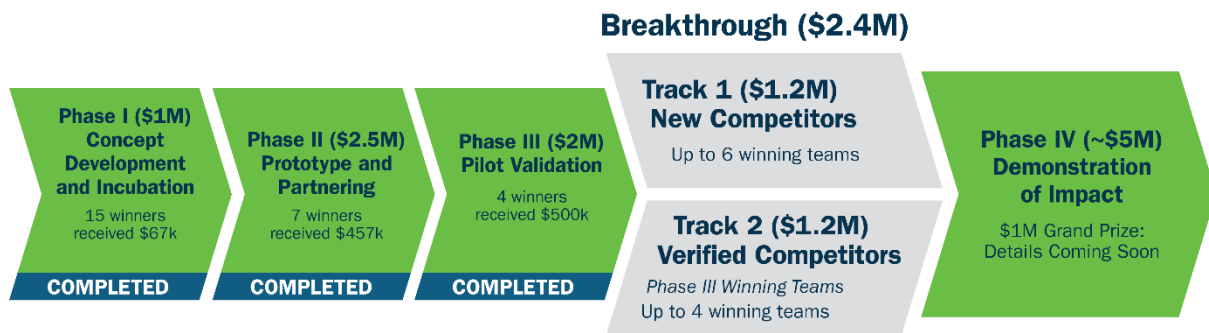 Phase I ($1M)
Concept
Development
and Incubation
15 winners
received $67k
COMPLETED
Phase II ($2.5M)
Prototype and
Partnering
7 winners
received $457k
COMPLETED
Phase III ($2M)
Pilot Validation
4 winners
received $500k
COMPLETED
Breakthrough ($2.4M)
Track 1 ($1.2M)
New Competitors
Up to 6 winning teams
Track 2 ($1.2M)
Verified Competitors
Phase III Winning Teams
Up to 4 winning teams
Phase IV (~$5M)
Demonstration
of Impact
$1M Grand Prize:
Details Coming Soon